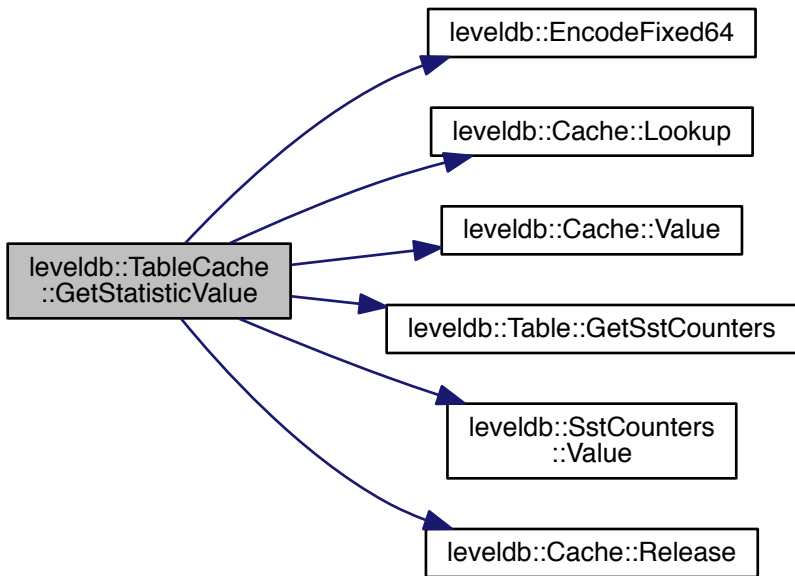 leveldb::EncodeFixed64
leveldb::Cache::Lookup
leveldb::Cache::Value
leveldb::TableCache
::GetStatisticValue
leveldb::Table::GetSstCounters
leveldb::SstCounters
::Value
leveldb::Cache::Release